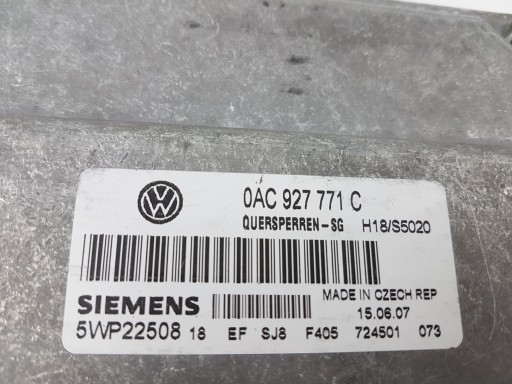 0AC 927 771 C
QUERSPERREN-SG H18/S5020
SIEMENS MADE IN CZECH REP
15.06.07
5WP22508 18 EF SJ8 F405 724501 073